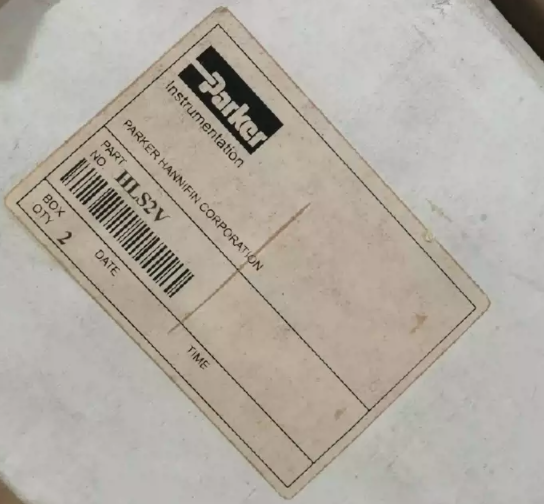 Parker
Instrumentation
PARKER HANNIFIN CORPORATION
PART
NO HLS2V
BOX
QTY 2
DATE
TIME